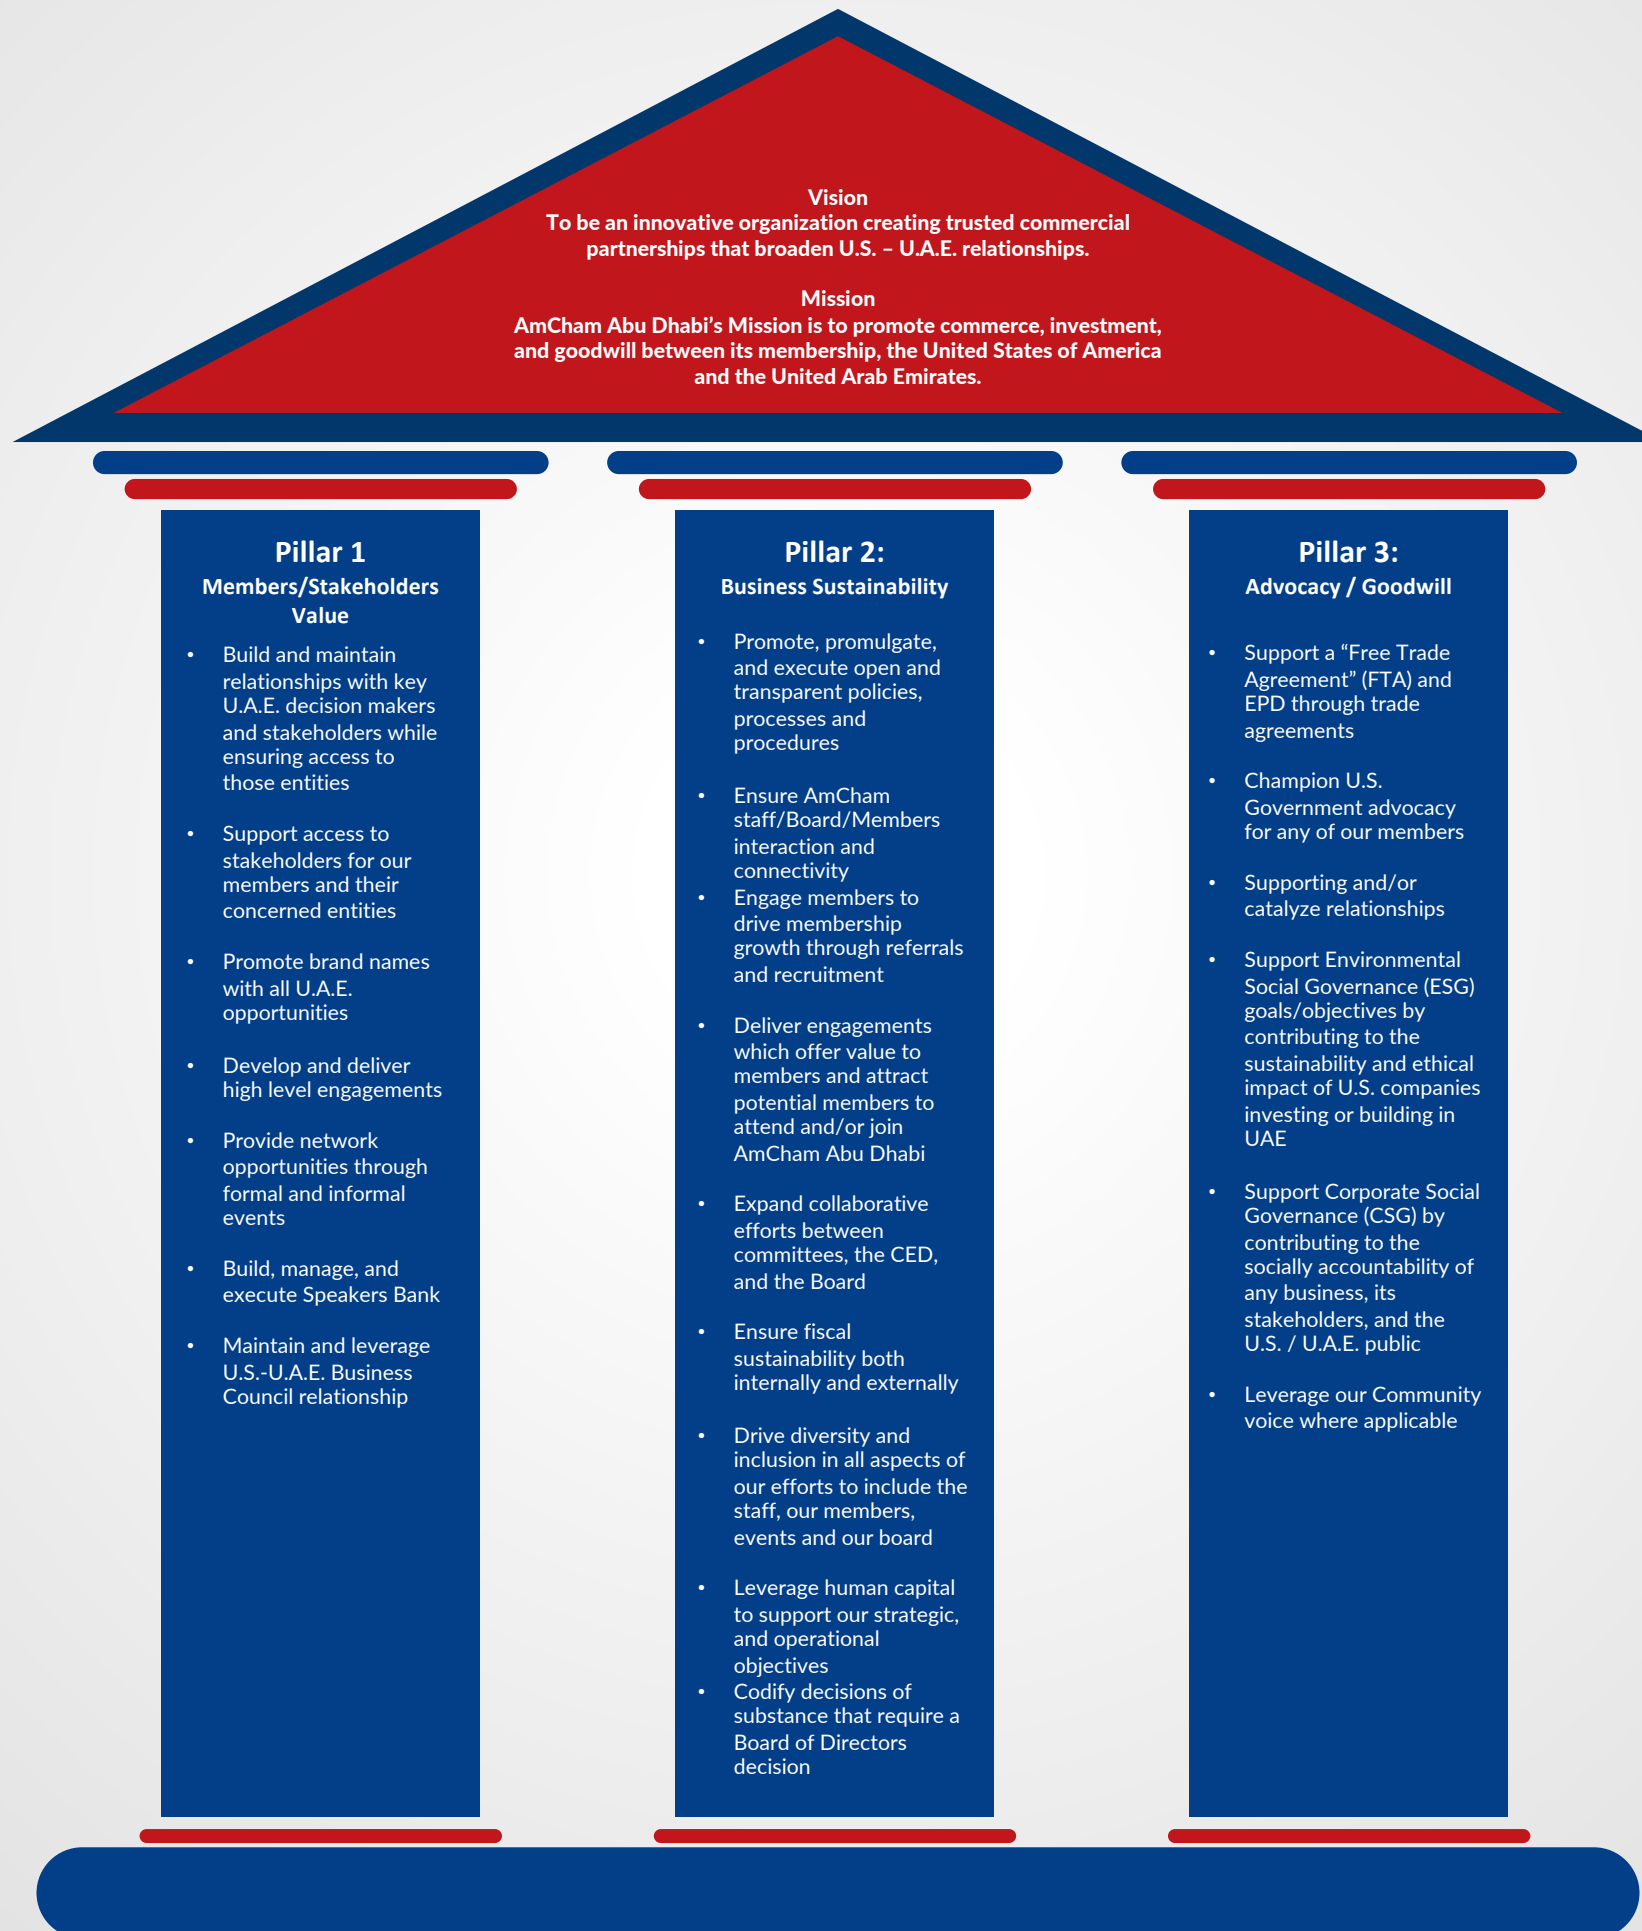 Vision
To be an innovative organization creating trusted commercial
partnerships that broaden U.S. – U.A.E. relationships.
Mission
AmCham Abu Dhabi’s Mission is to promote commerce, investment,
and goodwill between its membership, the United States of America
and the United Arab Emirates.
Pillar 1
Members/Stakeholders
Value
• Build and maintain
relationships with key
U.A.E. decision makers
and stakeholders while
ensuring access to
those entities
• Support access to
stakeholders for our
members and their
concerned entities
• Promote brand names
with all U.A.E.
opportunities
• Develop and deliver
high level engagements
• Provide network
opportunities through
formal and informal
events
• Build, manage, and
execute Speakers Bank
• Maintain and leverage
U.S.-U.A.E. Business
Council relationship
Pillar 2:
Business Sustainability
• Promote, promulgate,
and execute open and
transparent policies,
processes and
procedures
• Ensure AmCham
staff/Board/Members
interaction and
connectivity
• Engage members to
drive membership
growth through referrals
and recruitment
• Deliver engagements
which offer value to
members and attract
potential members to
attend and/or join
AmCham Abu Dhabi
• Expand collaborative
efforts between
committees, the CED,
and the Board
• Ensure fiscal
sustainability both
internally and externally
• Drive diversity and
inclusion in all aspects of
our efforts to include the
staff, our members,
events and our board
• Leverage human capital
to support our strategic,
and operational
objectives
• Codify decisions of
substance that require a
Board of Directors
decision
Pillar 3:
Advocacy / Goodwill
• Support a “Free Trade
Agreement” (FTA) and
EPD through trade
agreements
• Champion U.S.
Government advocacy
for any of our members
• Supporting and/or
catalyze relationships
• Support Environmental
Social Governance (ESG)
goals/objectives by
contributing to the
sustainability and ethical
impact of U.S. companies
investing or building in
UAE
• Support Corporate Social
Governance (CSG) by
contributing to the
socially accountability of
any business, its
stakeholders, and the
U.S. / U.A.E. public
• Leverage our Community
voice where applicable